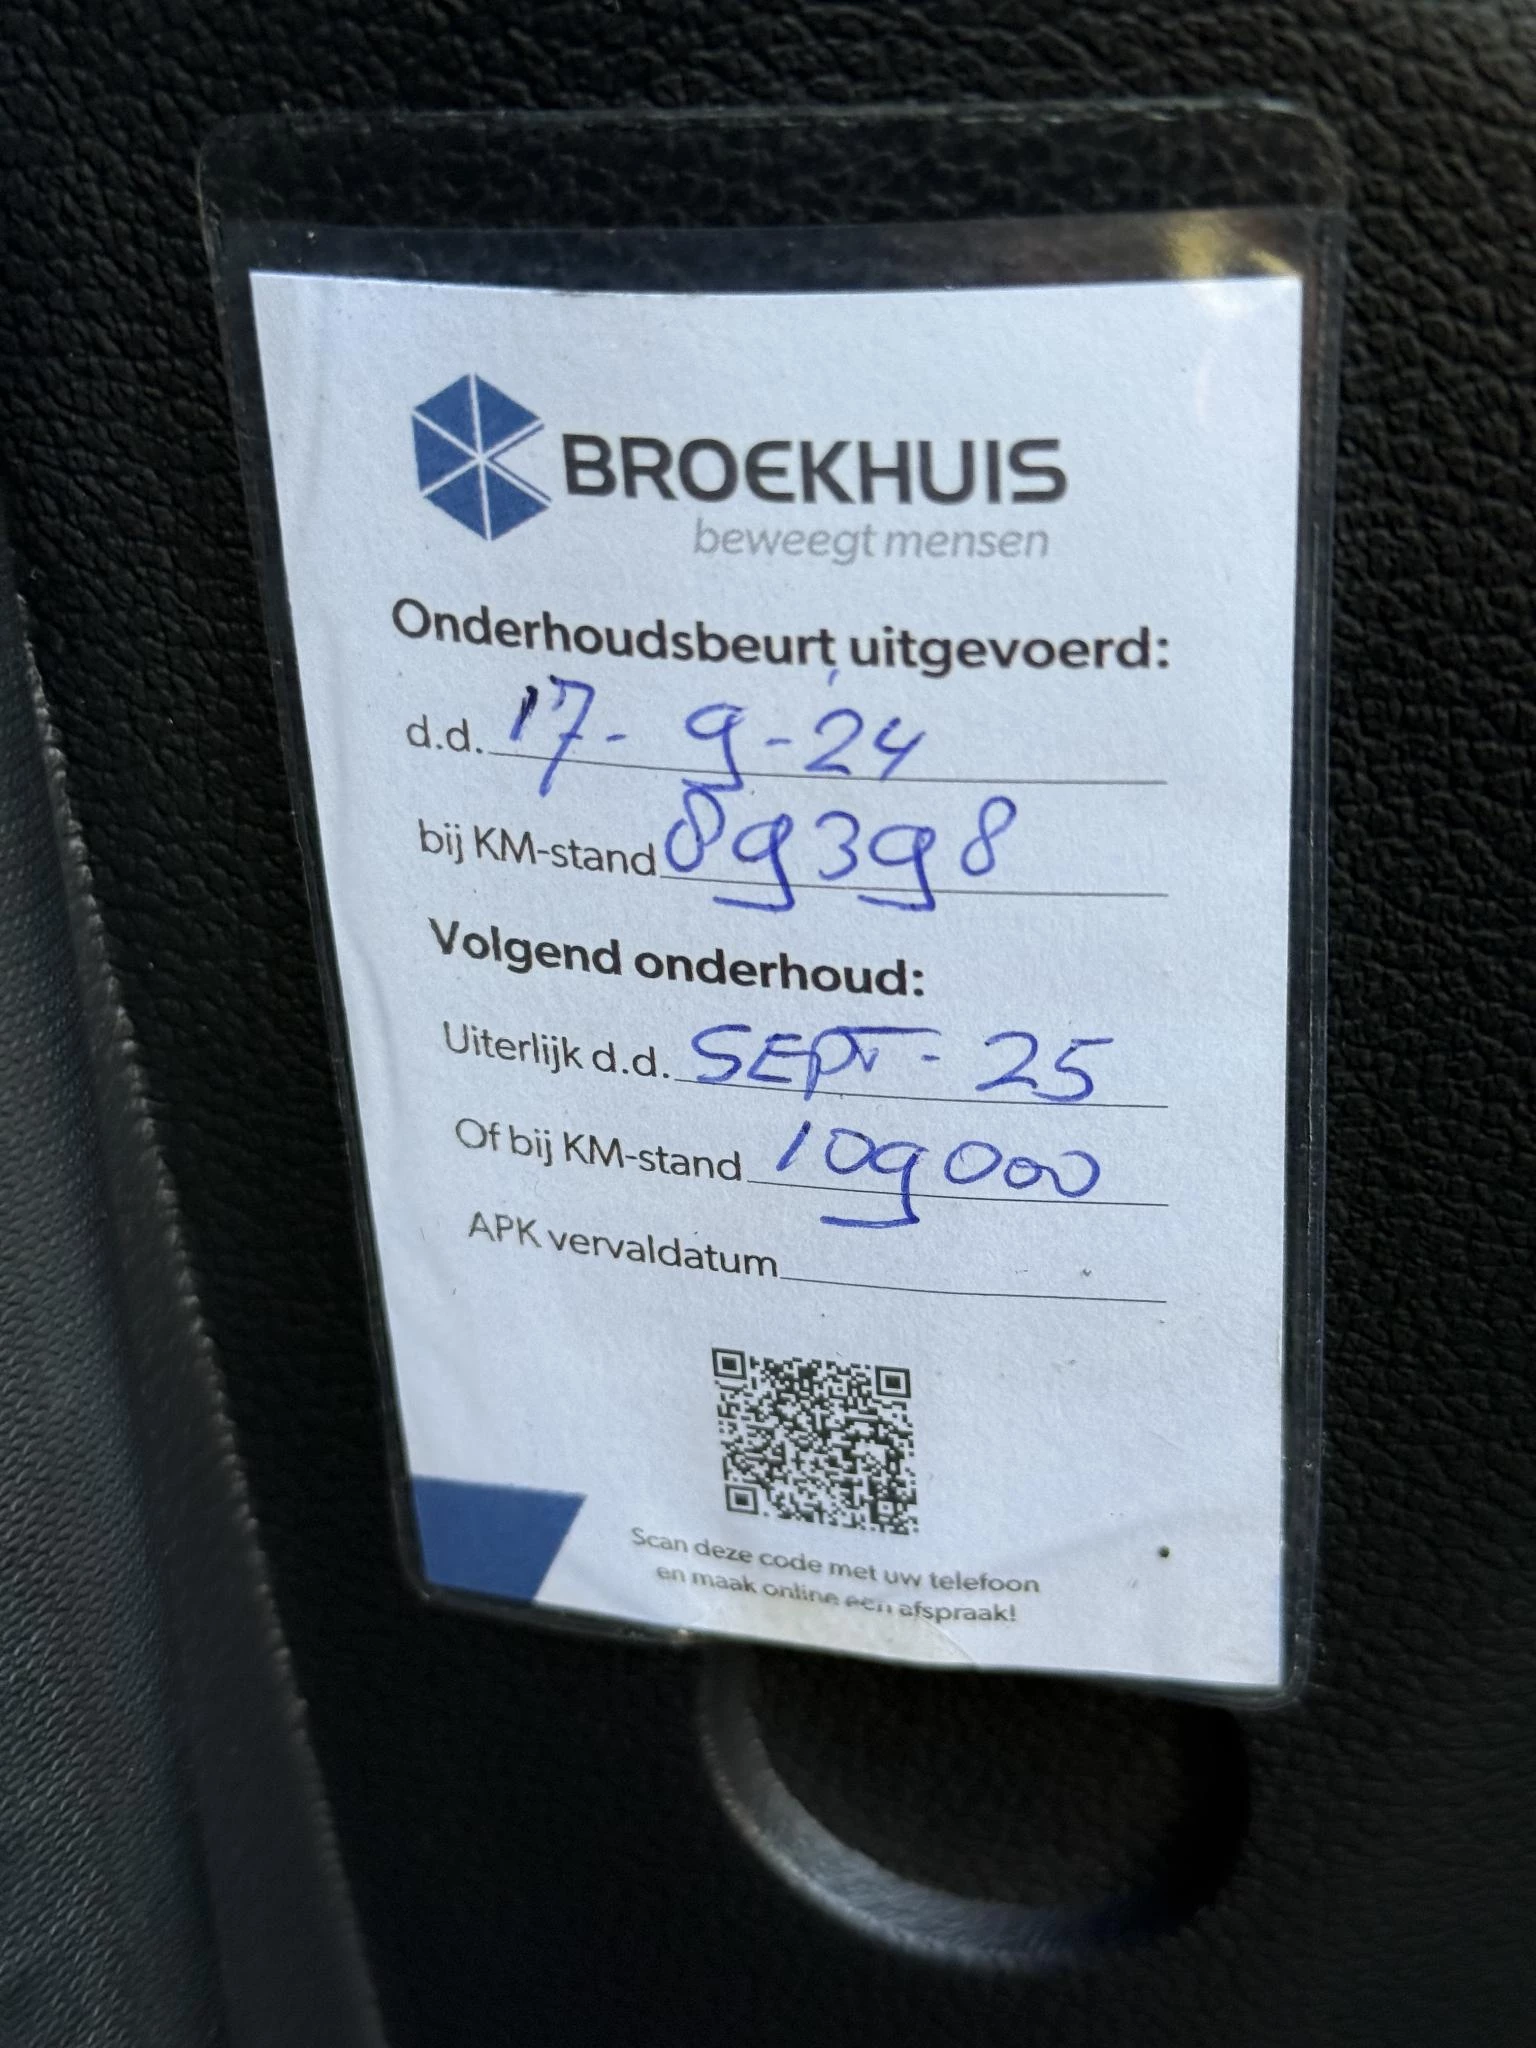 BROEKHUIS
beweegt mensen
Onderhoudsbeurt uitgevoerd:
d.d. 17-9-24
bij KM-stand 89398
Volgend onderhoud:
Uiterlijk d.d. SEPT-25
Of bij KM-stand 109000
APK vervaldatum
Scan deze code met uw telefoon
en maak online een afspraak!